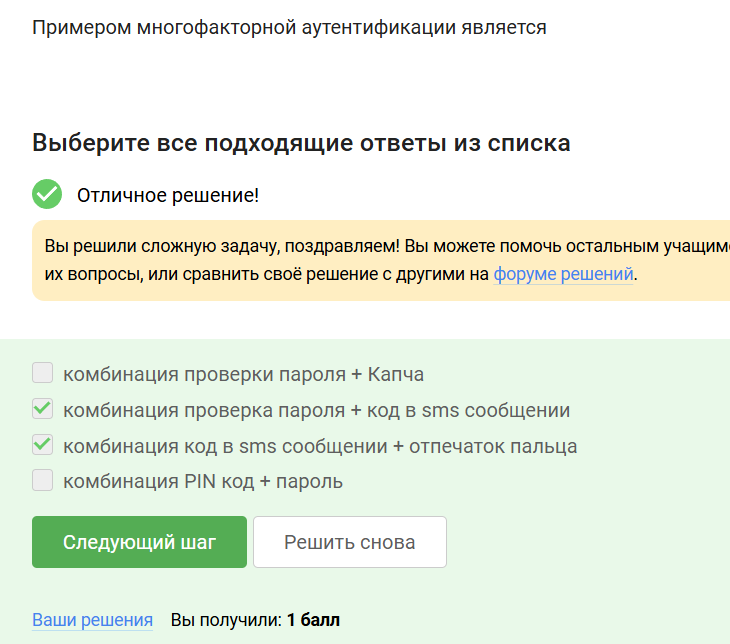 Примером многофакторной аутентификации является
Выберите все подходящие ответы из списка
Отличное решение!
Вы решили сложную задачу, поздравляем! Вы можете помочь остальным
их вопросы, или сравнить своё решение с другими на форуме решений.
комбинация проверки пароля + Капча
комбинация проверка пароля + код в sms сообщении
комбинация код в sms сообщении + отпечаток пальца
комбинация PIN код + пароль
Следующий шаг
Решить снова
Ваши решения Вы получили: 1 балл